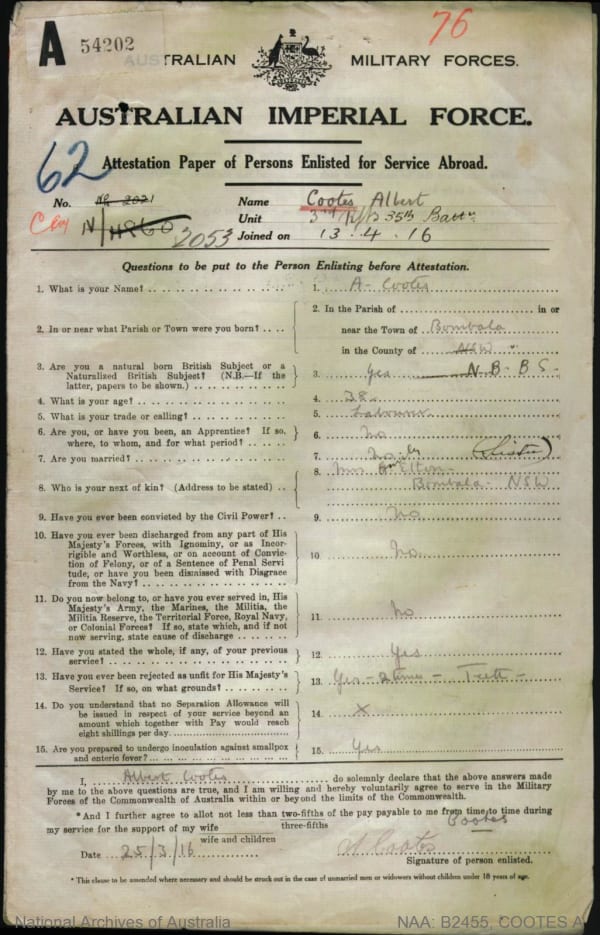 76
A 54202
AUSTRALIAN MILITARY FORCES.
AUSTRALIAN IMPERIAL FORCE.
62
Attestation Paper of Persons Enlisted for Service Abroad.
No. 2021 Name Cootes Albert
N/4860 2053 Unit 3rd R/f 35th Battn
Joined on 13.4.16
Questions to be put to the Person Enlisting before Attestation.
1. What is your Name? 1. A- Cootes
2. In or near what Parish or Town were you born? 2. In the Parish of in or
near the Town of Bombala
in the County of NSW
3. Are you a natural born British Subject or a
Naturalized British Subject? (N.B.—If the
latter, papers to be shown.) 3. Yes N.B-BS-
4. What is your age? 4. 28
5. What is your trade or calling? 5. Labourer
6. Are you, or have you been, an Apprentice? If so,
where, to whom, and for what period? 6. No
7. Are you married? 7. No (Sister)
8. Who is your next of kin? (Address to be stated) 8. Mrs Elton-
Bombala- NSW
9. Have you ever been convicted by the Civil Power? 9. No
10. Have you ever been discharged from any part of His
Majesty's Forces, with Ignominy, or as Incor-
rigible and Worthless, or on account of Convic-
tion of Felony, or of a Sentence of Penal Servi
tude, or have you been dismissed with Disgrace
from the Navy? 10. No
11. Do you now belong to, or have you ever served in, His
Majesty's Army, the Marines, the Militia, the
Militia Reserve, the Territorial Force, Royal Navy,
or Colonial Forces? If so, state which, and if not
now serving, state cause of discharge 11. No
12. Have you stated the whole, if any, of your previous
service? 12. Yes
13. Have you ever been rejected as unfit for His Majesty's
Service? If so, on what grounds? 13. Yes- 2 times - Teeth -
14. Do you understand that no Separation Allowance will
be issued in respect of your service beyond an
amount which together with Pay would reach
eight shillings per day. 14. X
15. Are you prepared to undergo inoculation against smallpox
and enteric fever? 15. Yes
I, Albert Cootes do solemnly declare that the above answers made
by me to the above questions are true, and I am willing and hereby voluntarily agree to serve in the Military
Forces of the Commonwealth of Australia within or beyond the limits of the Commonwealth.
*And I further agree to allot not less than two-fifths of the pay payable to me from time to time during
three-fifths
my service for the support of my wife
wife and children
Cootes
Date 25/3/16 A Cootes
Signature of person enlisted.
* This clause to be amended where necessary and should be struck out in the case of unmarried men or widowers without children under 18 years of age.
National Archives of Australia NAA: B2455, COOTES A